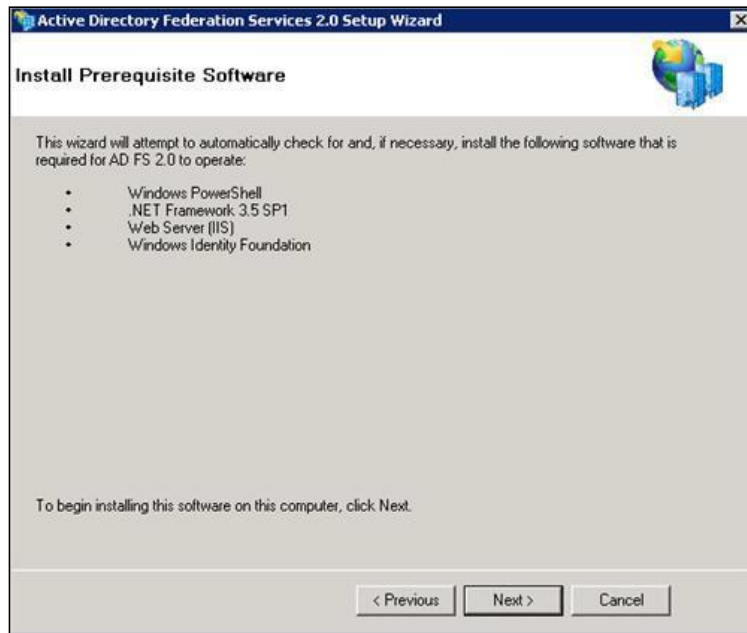 Active Directory Federation Services 2.0 Setup Wizard
Install Prerequisite Software
This wizard will attempt to automatically check for and, if necessary, install the following software that is
required for AD FS 2.0 to operate:
• Windows PowerShell
• .NET Framework 3.5 SP1
• Web Server (IIS)
• Windows Identity Foundation
To begin installing this software on this computer, click Next.
< Previous Next > Cancel